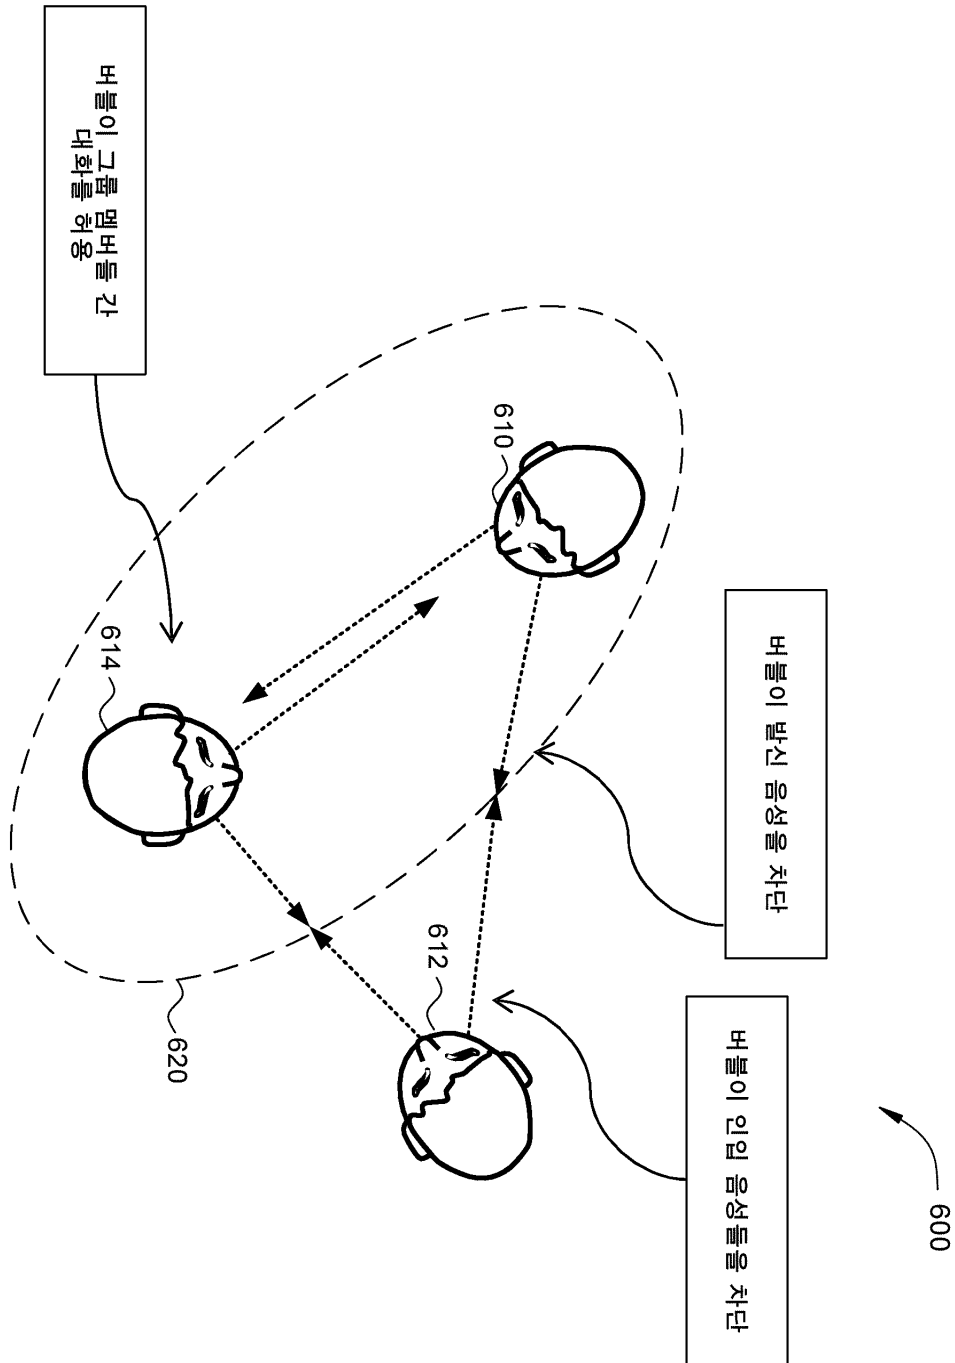 600
버블이 인입 음성들을 차단
버블이 발신 음성을 차단
612
620
610
614
버블이 그룹 멤버들 간
대화를 허용